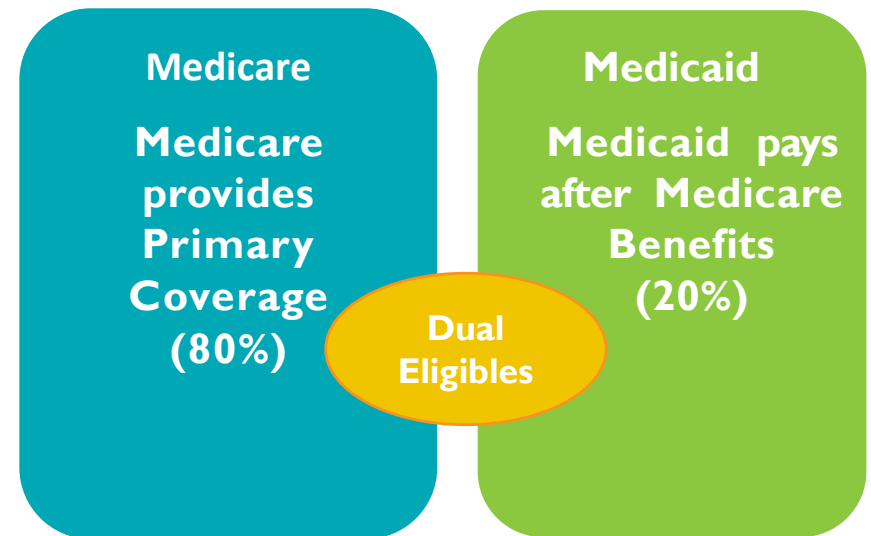 Medicare
Medicare
provides
Primary
Coverage
(80%)
Dual
Eligibles
Medicaid
Medicaid pays
after Medicare
Benefits
(20%)